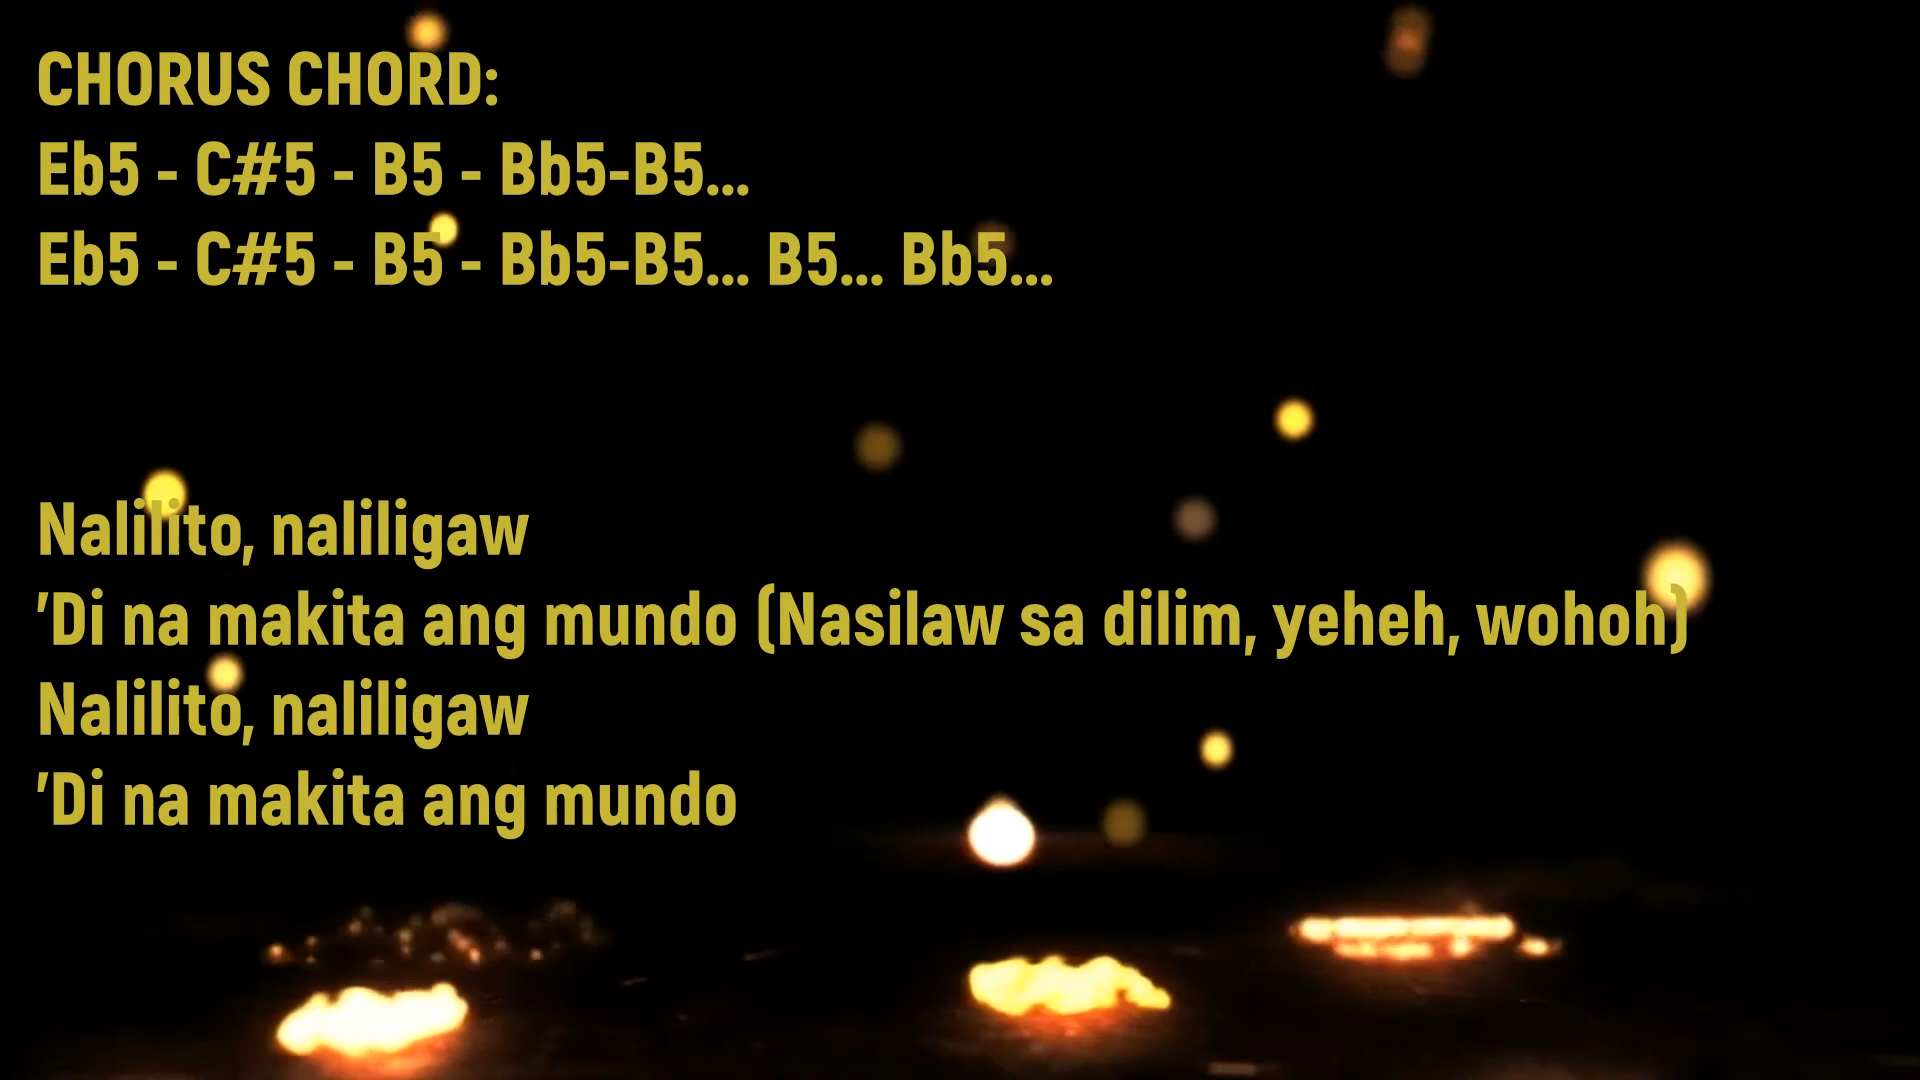 CHORUS CHORD:
Eb5 - C#5 - B5 - Bb5-B5...
Eb5 - C#5 - B5 - Bb5-B5... B5... Bb5...
Nalilito, naliligaw
'Di na makita ang mundo (Nasilaw sa dilim, yeheh, wohoh)
Nalilito, naliligaw
'Di na makita ang mundo